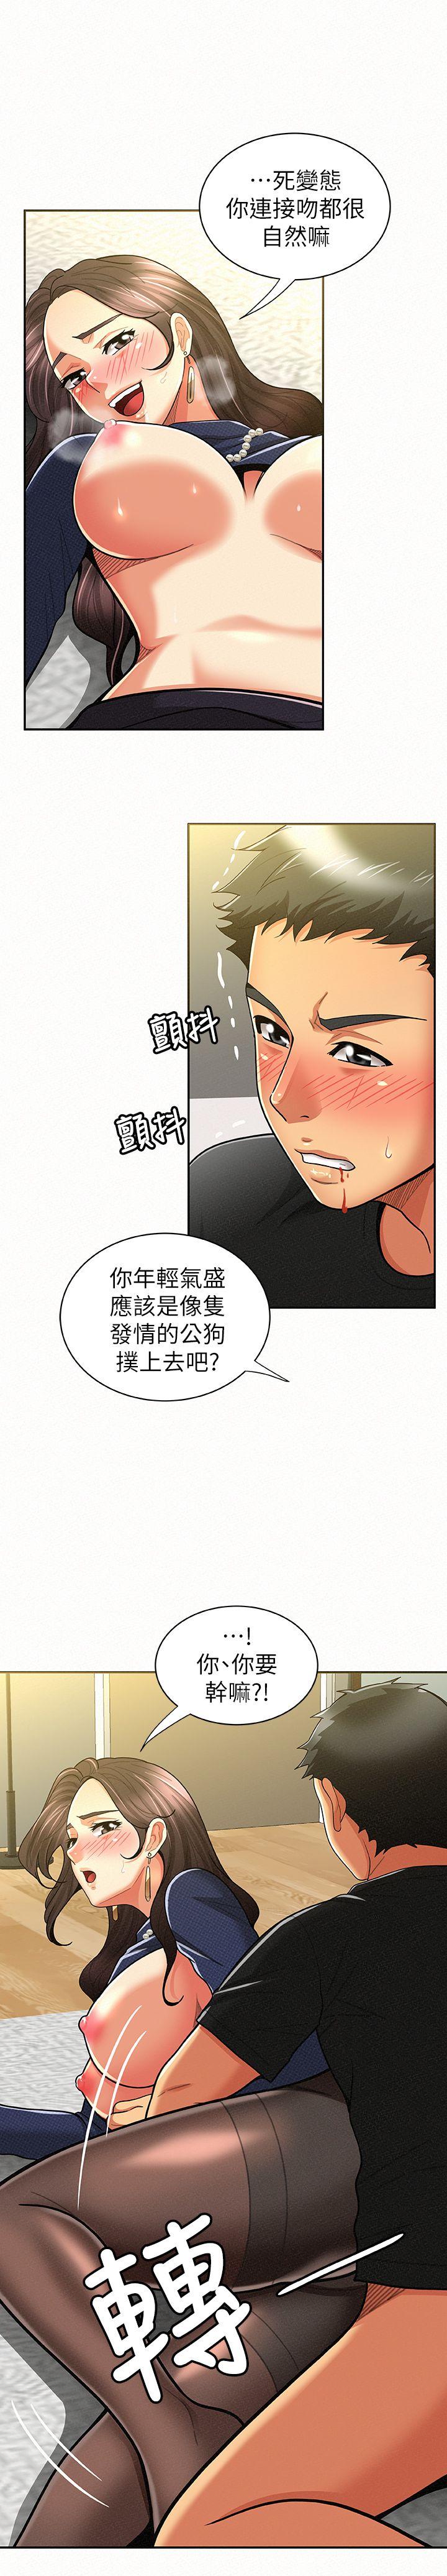 …死變態
你連接吻都很
自然嘛
顫抖
顫抖
你年輕氣盛
應該是像隻
發情的公狗
撲上去吧?
…!
你、你要
幹嘛?!
轉